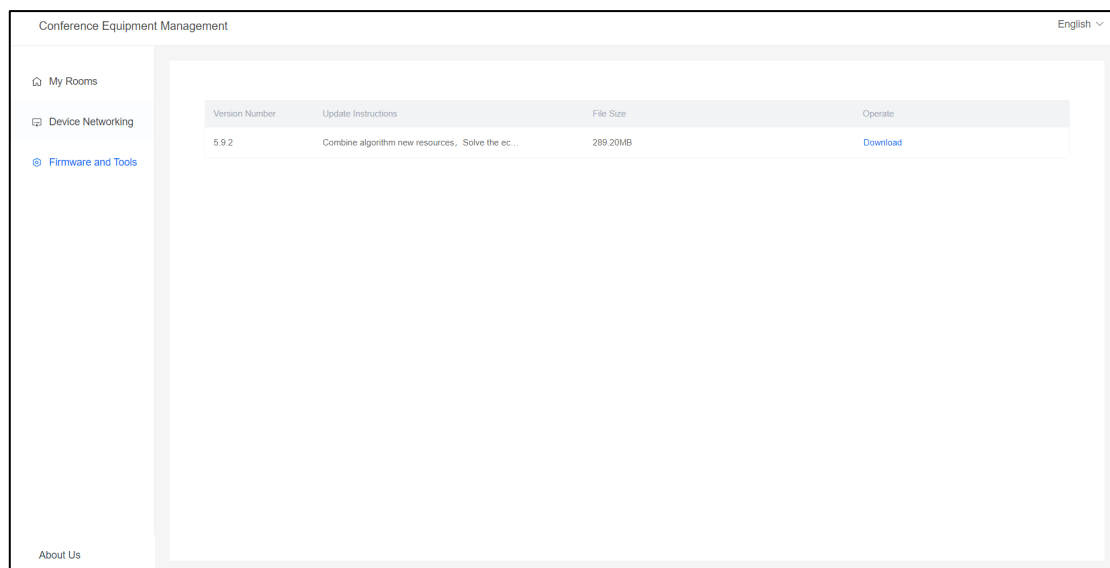 Conference Equipment Management
English
My Rooms
Device Networking
Firmware and Tools
Version Number Update Instructions File Size Operate
5.9.2 Combine algorithm new resources，Solve the ec... 289.20MB Download
About Us